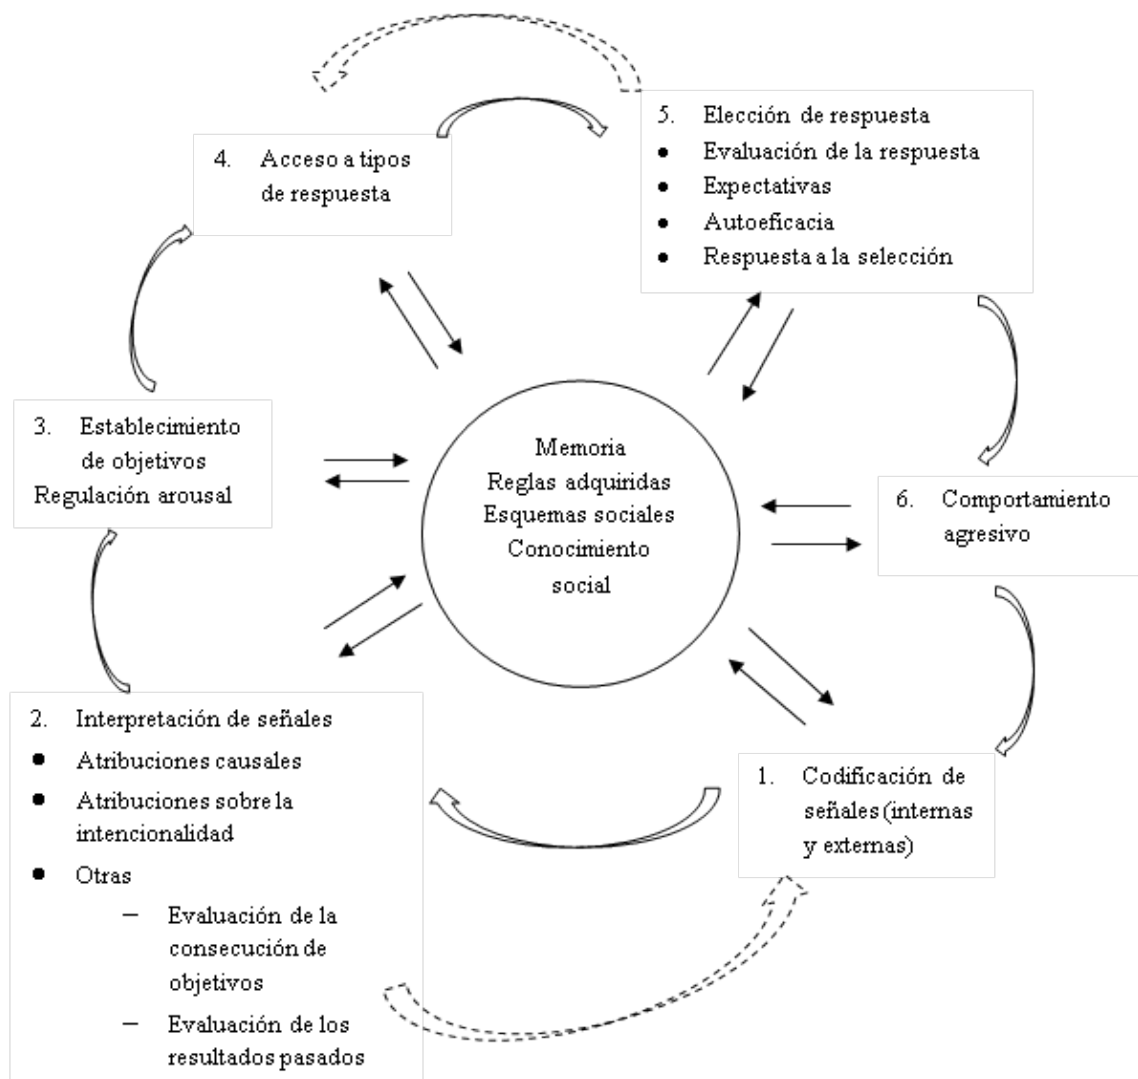 5. Elección de respuesta
● Evaluación de la respuesta
● Expectativas
● Autoeficacia
● Respuesta a la selección
4. Acceso a tipos
de respuesta
3. Establecimiento
de objetivos
Regulación arousal
Memoria
Reglas adquiridas
Esquemas sociales
Conocimiento
social
6. Comportamiento
agresivo
2. Interpretación de señales
● Atribuciones causales
● Atribuciones sobre la
intencionalidad
● Otras
– Evaluación de la
consecución de
objetivos
– Evaluación de los
resultados pasados
1. Codificación de
señales (internas
y externas)